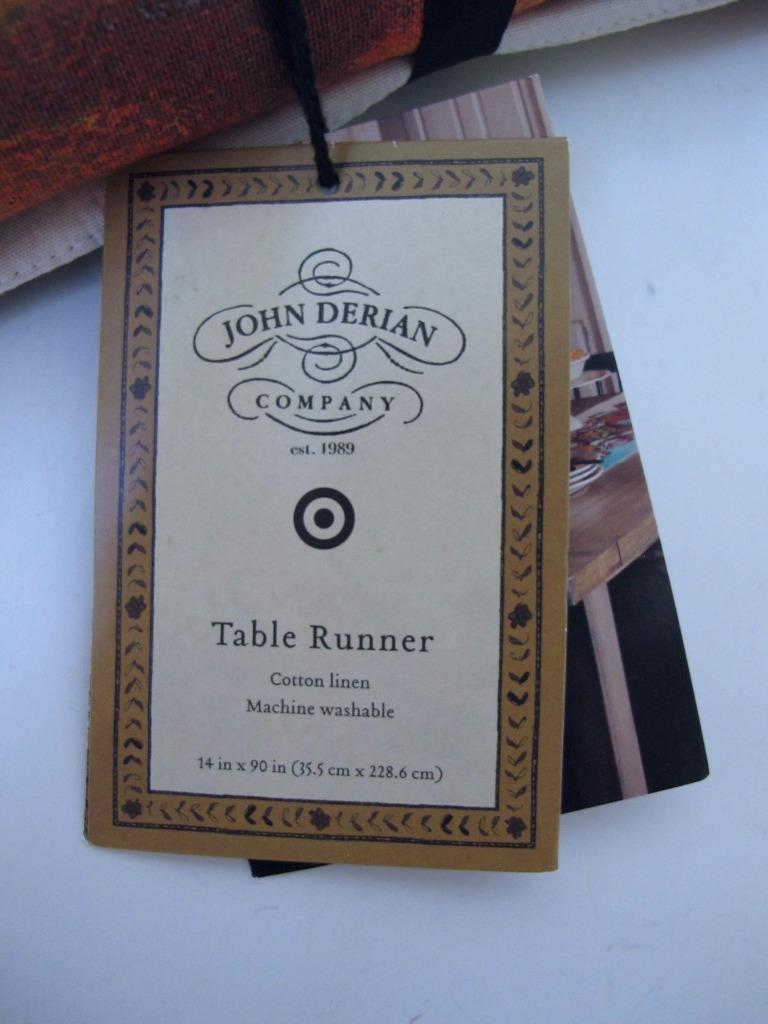 JOHN DERIAN
COMPANY
est. 1989
Table Runner
Cotton linen
Machine washable
14 in x 90 in (35.5 cm x 228.6 cm)